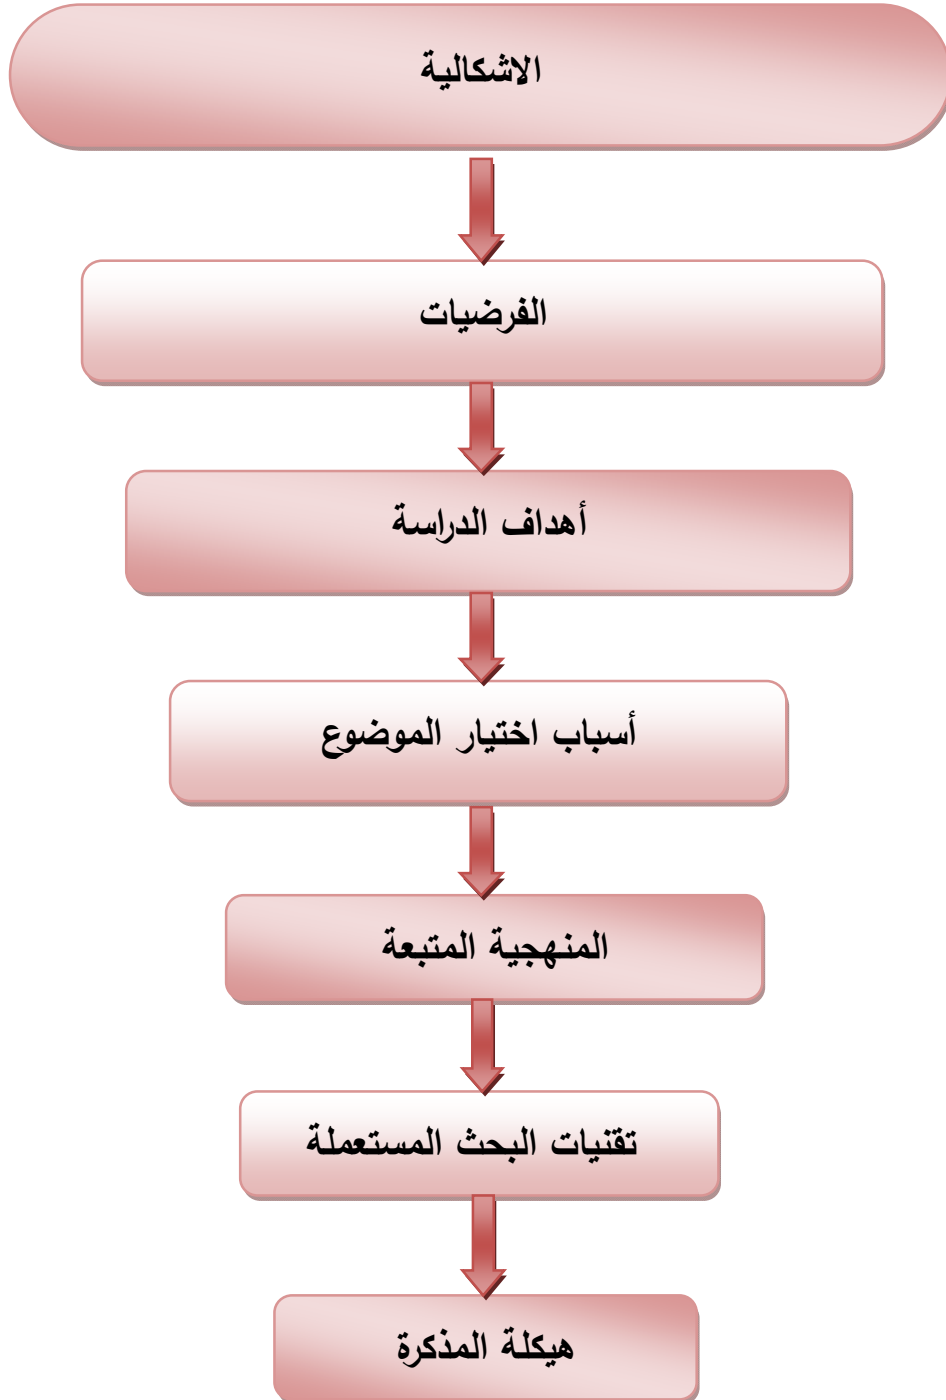 الاشكالية
الفرضيات
أهداف الدراسة
أسباب اختيار الموضوع
المنهجية المتبعة
تقنيات البحث المستعملة
هيكلة المذكرة